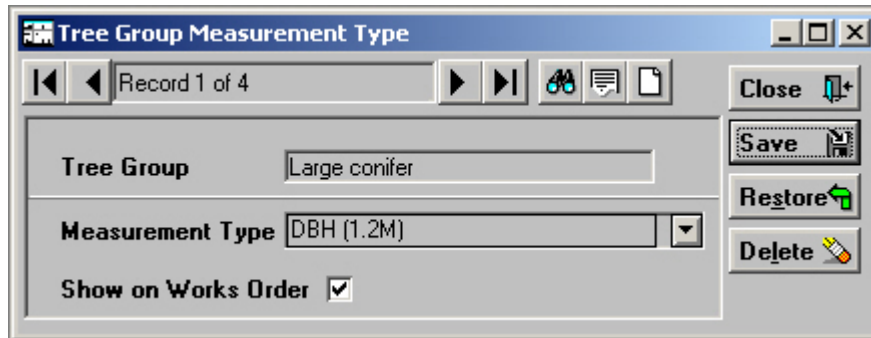 Tree Group Measurement Type
Record 1 of 4
Close
Save
Restore
Delete
Tree Group Large conifer
Measurement Type DBH (1.2M)
Show on Works Order